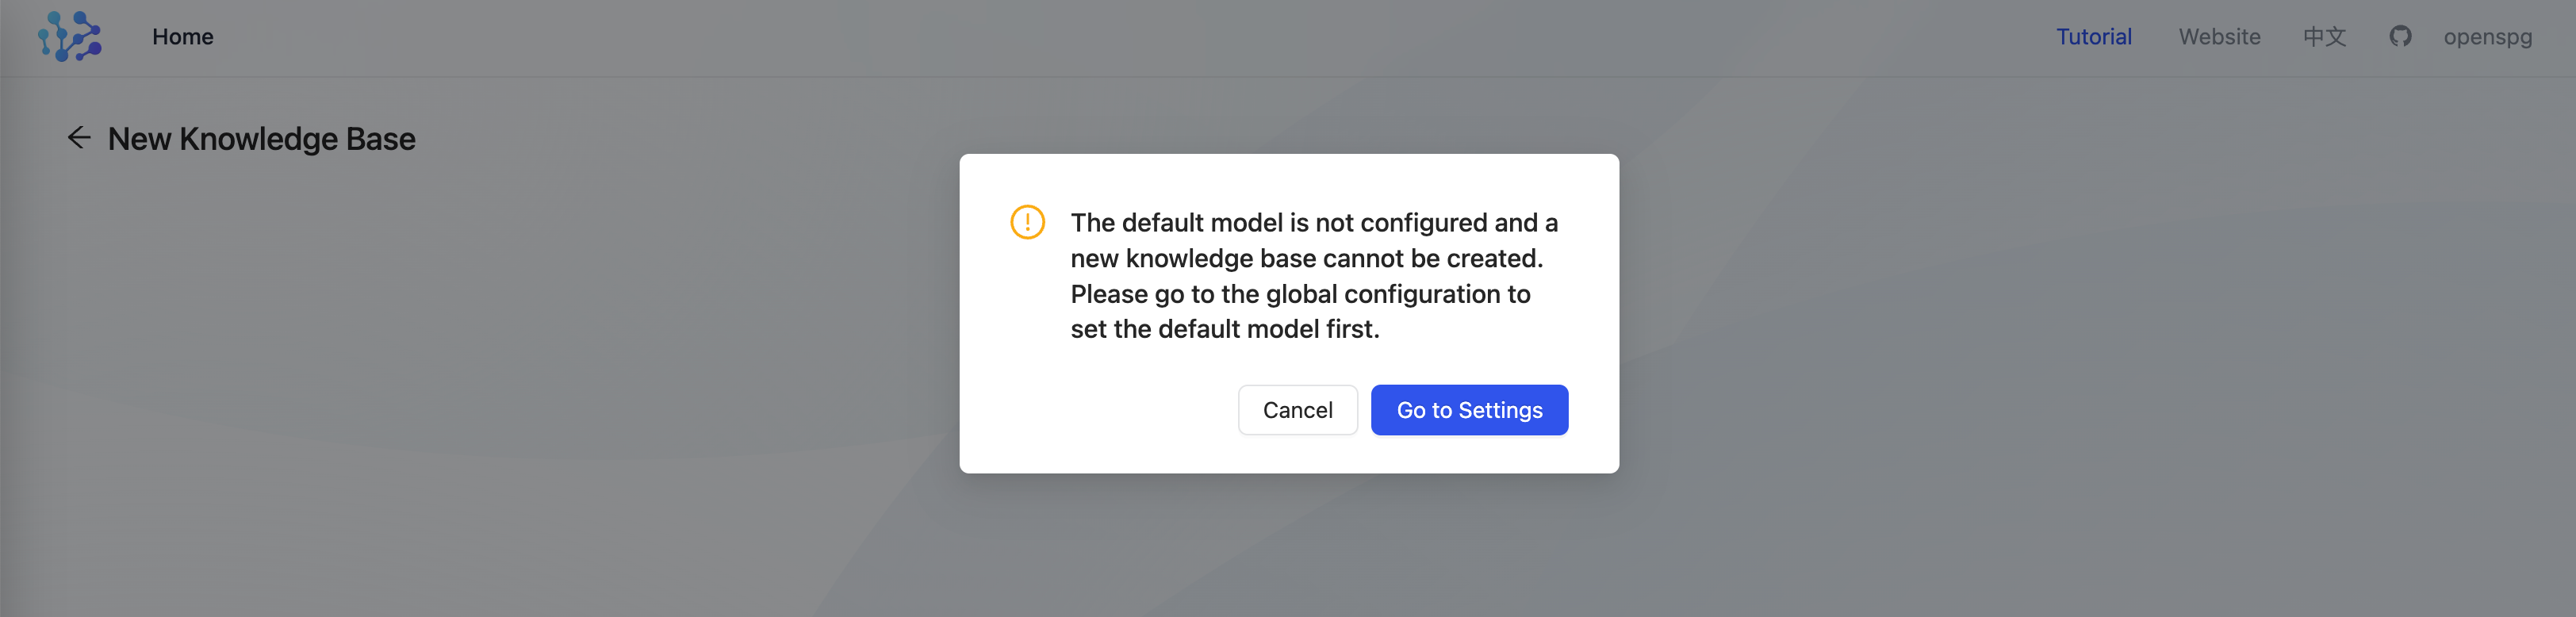 Home
Tutorial
Website
中文
openspg
New Knowledge Base
The default model is not configured and a
new knowledge base cannot be created.
Please go to the global configuration to
set the default model first.
Cancel
Go to Settings